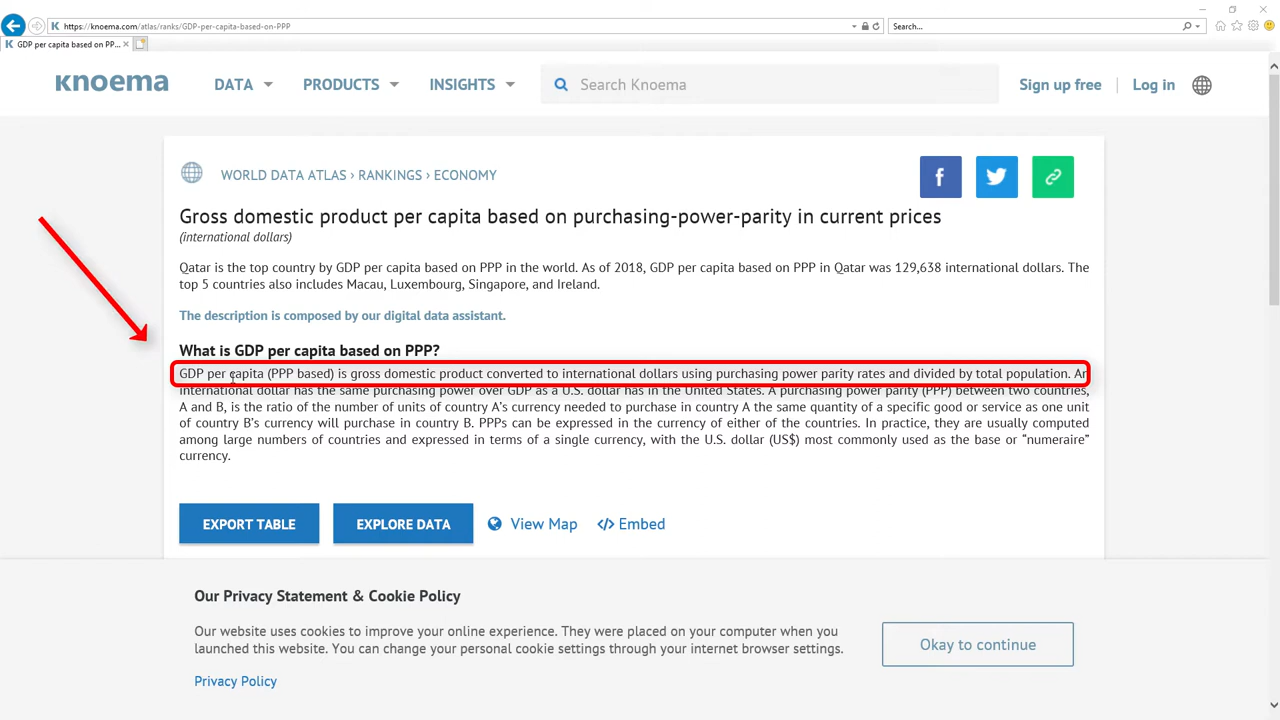 https://knoema.com/atlas/ranks/GDP-per-capita-based-on-PPP
Search...
GDP per capita based on PP...
knoema
DATA
PRODUCTS
INSIGHTS
Search Knoema
Sign up free
Log in
WORLD DATA ATLAS › RANKINGS › ECONOMY
Gross domestic product per capita based on purchasing-power-parity in current prices
(international dollars)
Qatar is the top country by GDP per capita based on PPP in the world. As of 2018, GDP per capita based on PPP in Qatar was 129,638 international dollars. The
top 5 countries also includes Macau, Luxembourg, Singapore, and Ireland.
The description is composed by our digital data assistant.
What is GDP per capita based on PPP?
GDP per capita (PPP based) is gross domestic product converted to international dollars using purchasing power parity rates and divided by total population. An
international dollar has the same purchasing power over GDP as a U.S. dollar has in the United States. A purchasing power parity (PPP) between two countries,
A and B, is the ratio of the number of units of country A’s currency needed to purchase in country A the same quantity of a specific good or service as one unit
of country B’s currency will purchase in country B. PPPs can be expressed in the currency of either of the countries. In practice, they are usually computed
among large numbers of countries and expressed in terms of a single currency, with the U.S. dollar (US$) most commonly used as the base or “numeraire”
currency.
EXPORT TABLE
EXPLORE DATA
View Map
Embed
Our Privacy Statement & Cookie Policy
Our website uses cookies to improve your online experience. They were placed on your computer when you
launched this website. You can change your personal cookie settings through your internet browser settings.
Okay to continue
Privacy Policy